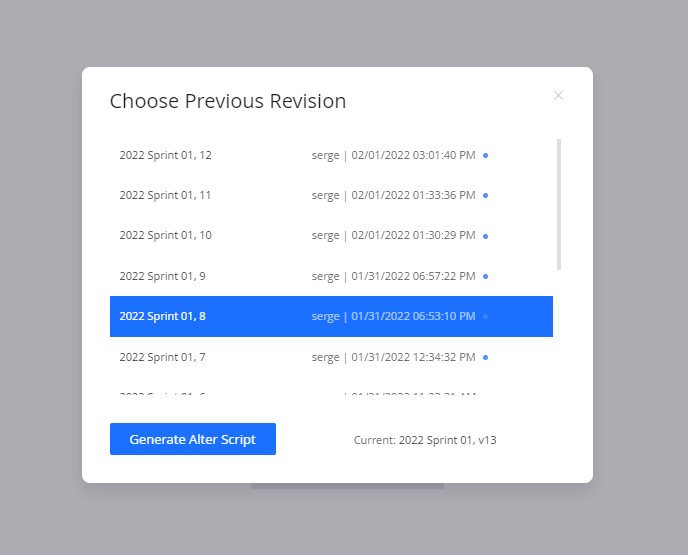 Choose Previous Revision
×
2022 Sprint 01, 12 serge | 02/01/2022 03:01:40 PM
2022 Sprint 01, 11 serge | 02/01/2022 01:33:36 PM
2022 Sprint 01, 10 serge | 02/01/2022 01:30:29 PM
2022 Sprint 01, 9 serge | 01/31/2022 06:57:22 PM
2022 Sprint 01, 8 serge | 01/31/2022 06:53:10 PM
2022 Sprint 01, 7 serge | 01/31/2022 12:34:32 PM
Generate Alter Script Current: 2022 Sprint 01, v13